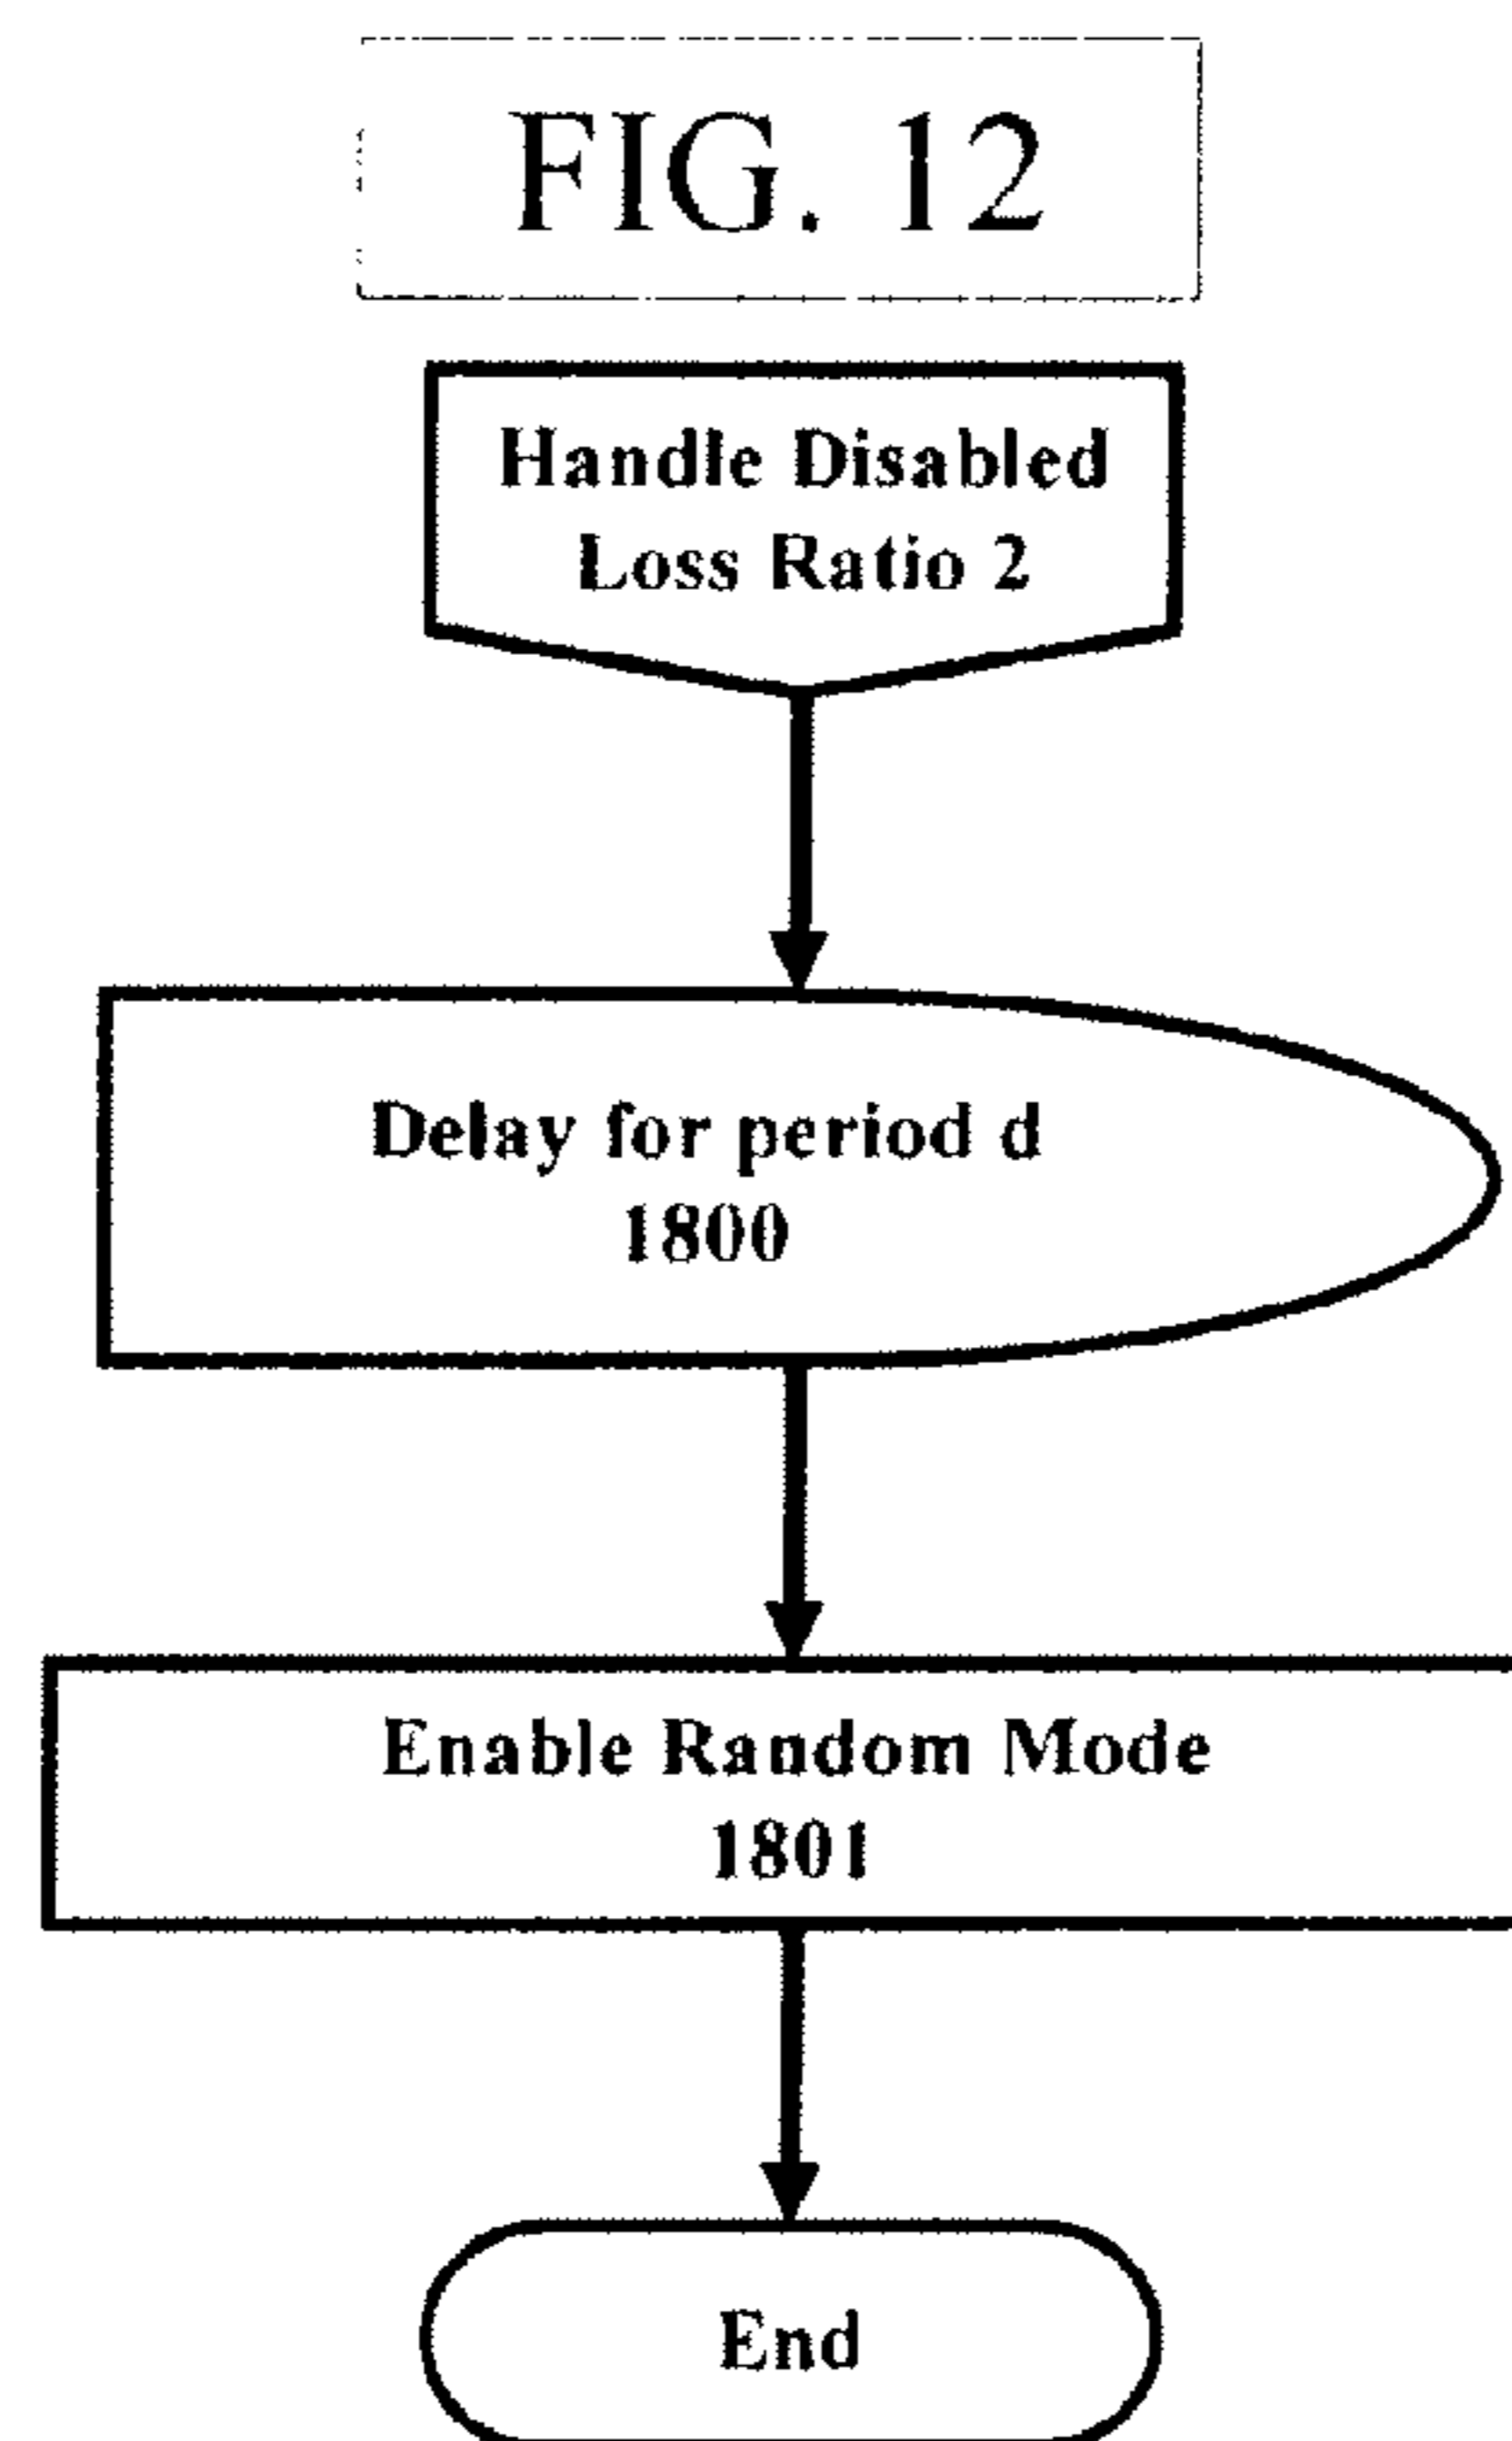 FIG. 12
Handle Disabled
Loss Ratio 2
Delay for period d
1800
Enable Random Mode
1801
End